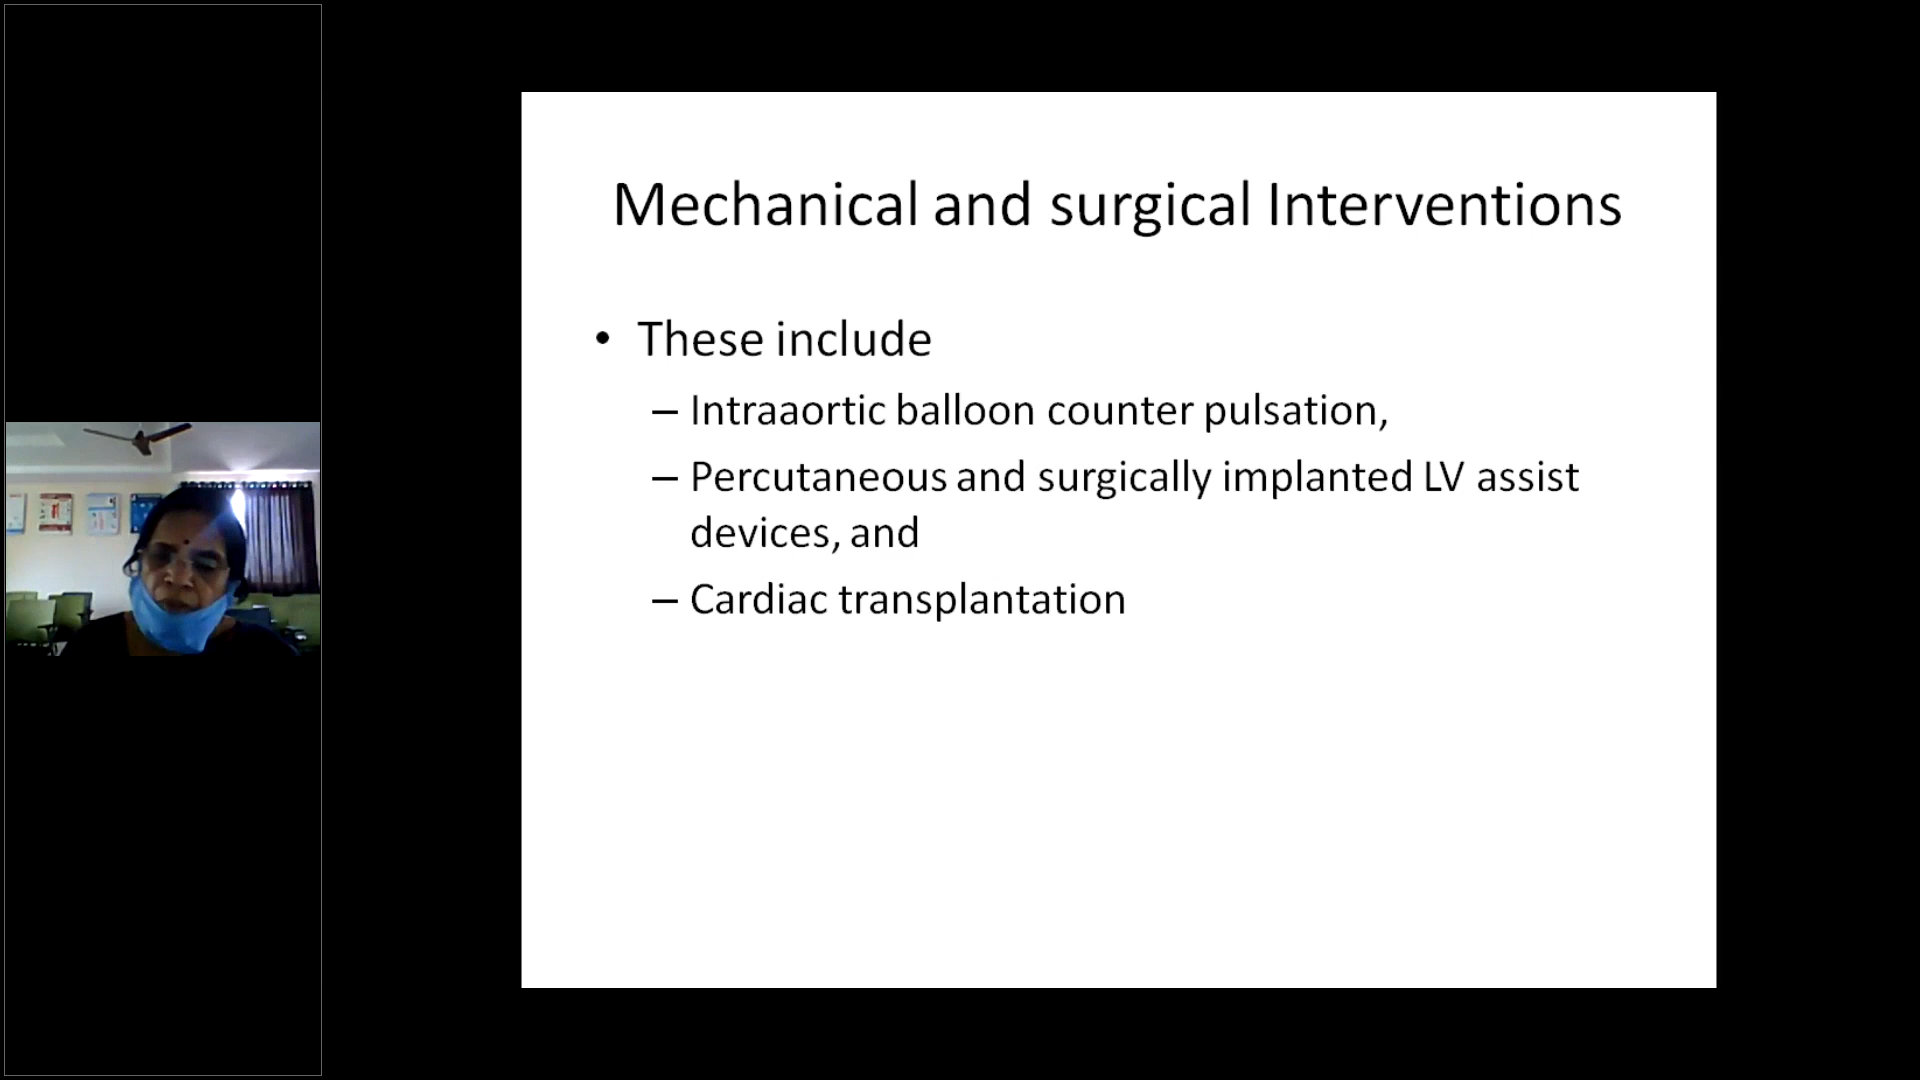 Mechanical and surgical Interventions
• These include
– Intraaortic balloon counter pulsation,
– Percutaneous and surgically implanted LV assist
devices, and
– Cardiac transplantation